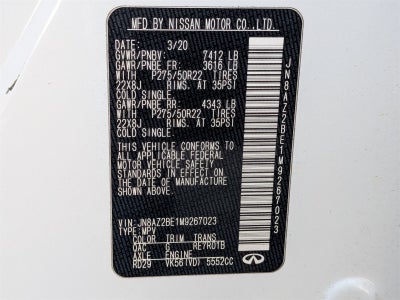 MFD BY NISSAN MOTOR CO., LTD.
DATE: 3/20
GVWR/PNBV: 7412 LB
GAWR/PNBE FR: 3616 LB
WITH P275/50R22 TIRES
22X8J RIMS, AT 35PSI
COLD SINGLE
GAWR/PNBE RR: 4343 LB
WITH P275/50R22 TIRES
22X8J RIMS, AT 35PSI
COLD SINGLE
THIS VEHICLE CONFORMS TO
ALL APPLICABLE FEDERAL
MOTOR VEHICLE SAFETY
STANDARDS IN EFFECT ON
THE DATE OF MANUFACTURE
SHOWN ABOVE.
VIN: JN8AZ2BE1M9267023
TYPE: MPV
COLOR TRIM TRANS
QAC G RE7R01B
AXLE ENGINE
RD29 VK56(VD) 5552CC
JN8AZ2BE1M9267023